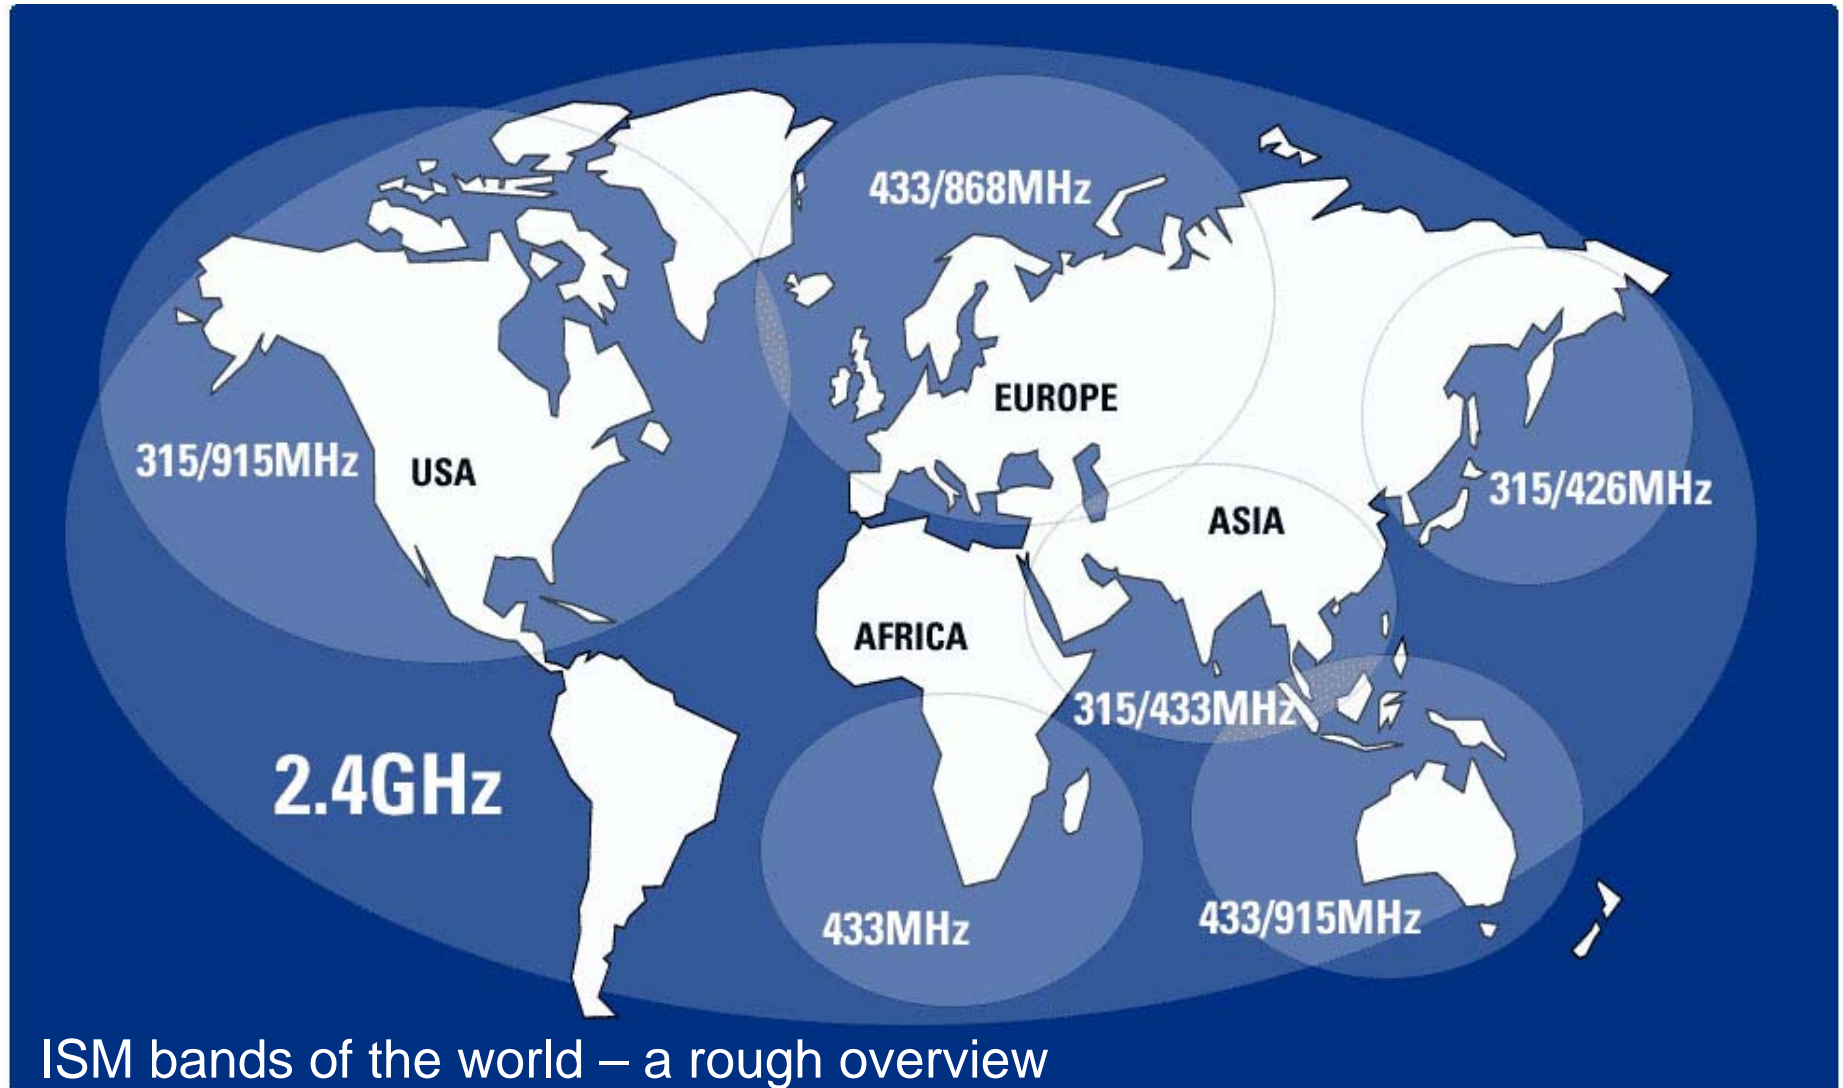 433/868MHz
EUROPE
315/915MHz
USA
315/426MHz
ASIA
AFRICA
315/433MHz
2.4GHz
433MHz
433/915MHz
ISM bands of the world – a rough overview